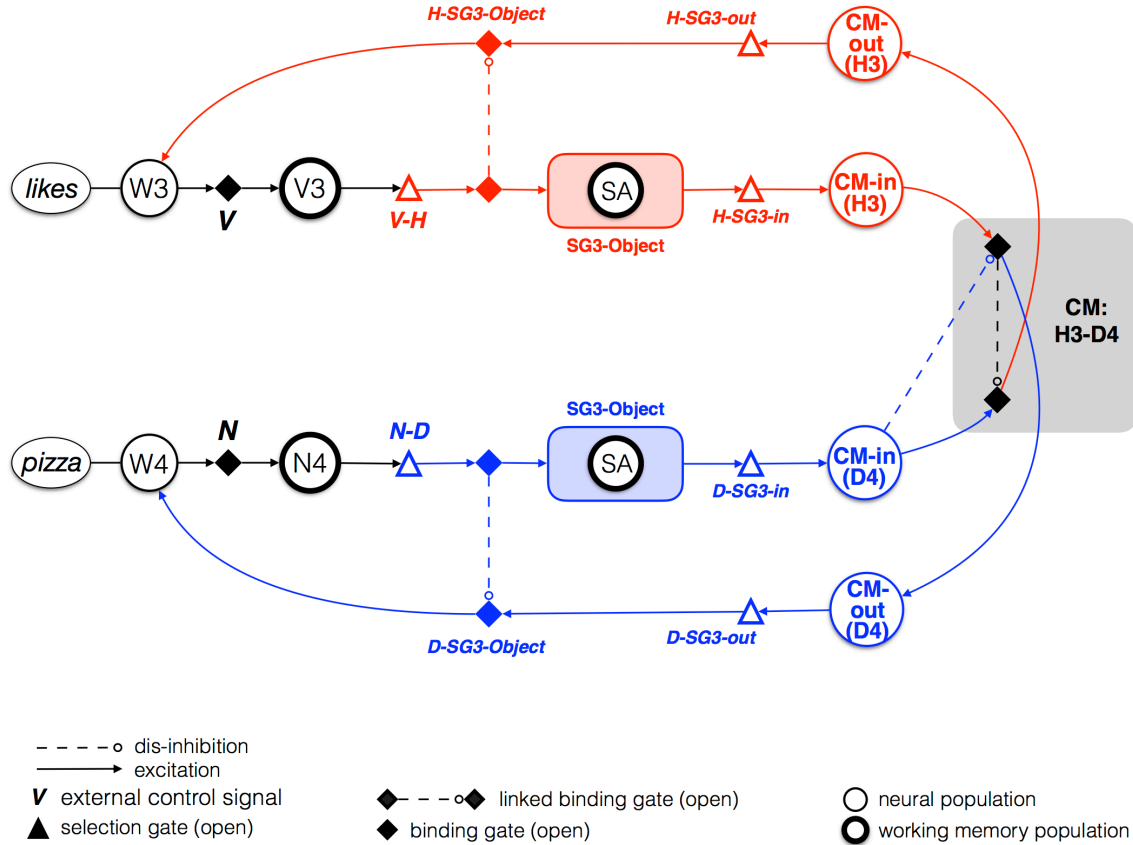 H-SG3-Object
H-SG3-out
CM-
out
(H3)
likes
W3
V
V3
V-H
SA
SG3-Object
H-SG3-in
CM-in
(H3)
CM:
H3-D4
pizza
W4
N
N4
N-D
SG3-Object
SA
D-SG3-in
CM-in
(D4)
D-SG3-Object
D-SG3-out
CM-
out
(D4)
dis-inhibition
excitation
V external control signal
selection gate (open)
linked binding gate (open)
binding gate (open)
neural population
working memory population